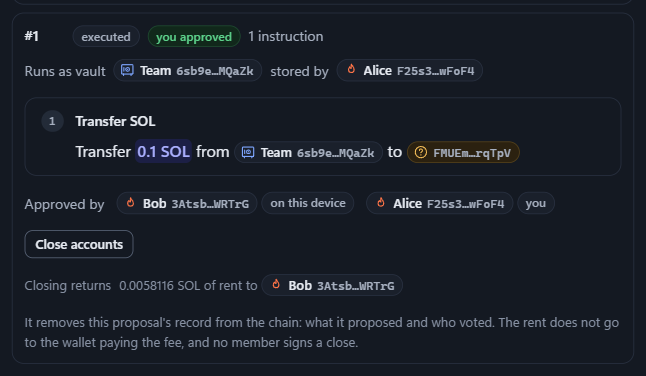 #1 executed you approved 1 instruction
Runs as vault Team 6sb9e…MQaZk stored by Alice F25s3…wFoF4
1 Transfer SOL
Transfer 0.1 SOL from Team 6sb9e…MQaZk to FMUEm…rqTpV
Approved by Bob 3Atsb…WRTrG on this device Alice F25s3…wFoF4 you
Close accounts
Closing returns 0.0058116 SOL of rent to Bob 3Atsb…WRTrG
It removes this proposal's record from the chain: what it proposed and who voted. The rent does not go
to the wallet paying the fee, and no member signs a close.